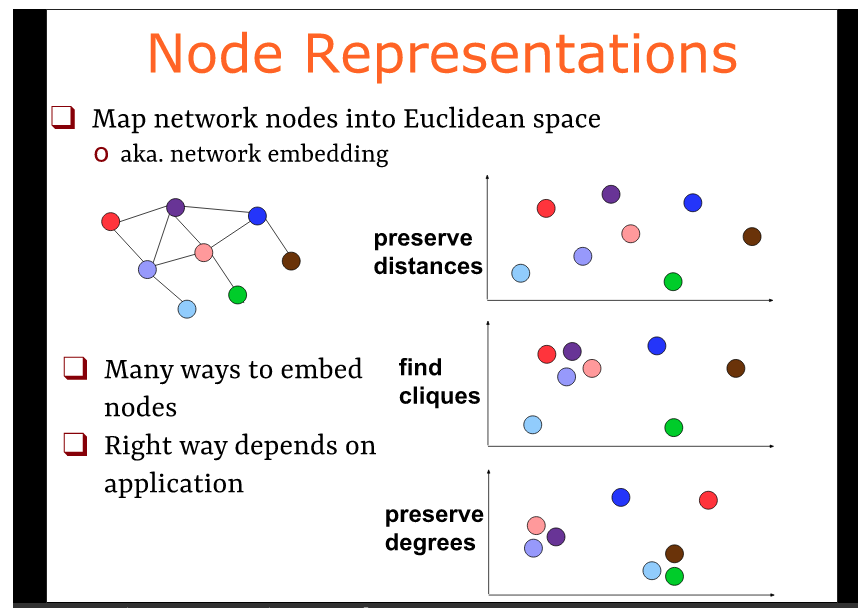 Node Representations
Map network nodes into Euclidean space
o aka. network embedding
preserve
distances
Many ways to embed
nodes
Right way depends on
application
find
cliques
preserve
degrees